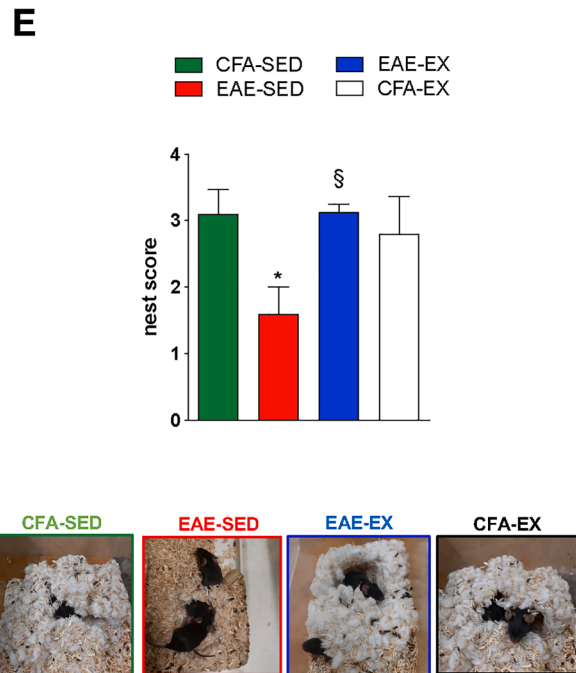 E
CFA-SED EAE-EX
EAE-SED CFA-EX
4
§
3
nest score
2
*
1
0
CFA-SED EAE-SED EAE-EX CFA-EX